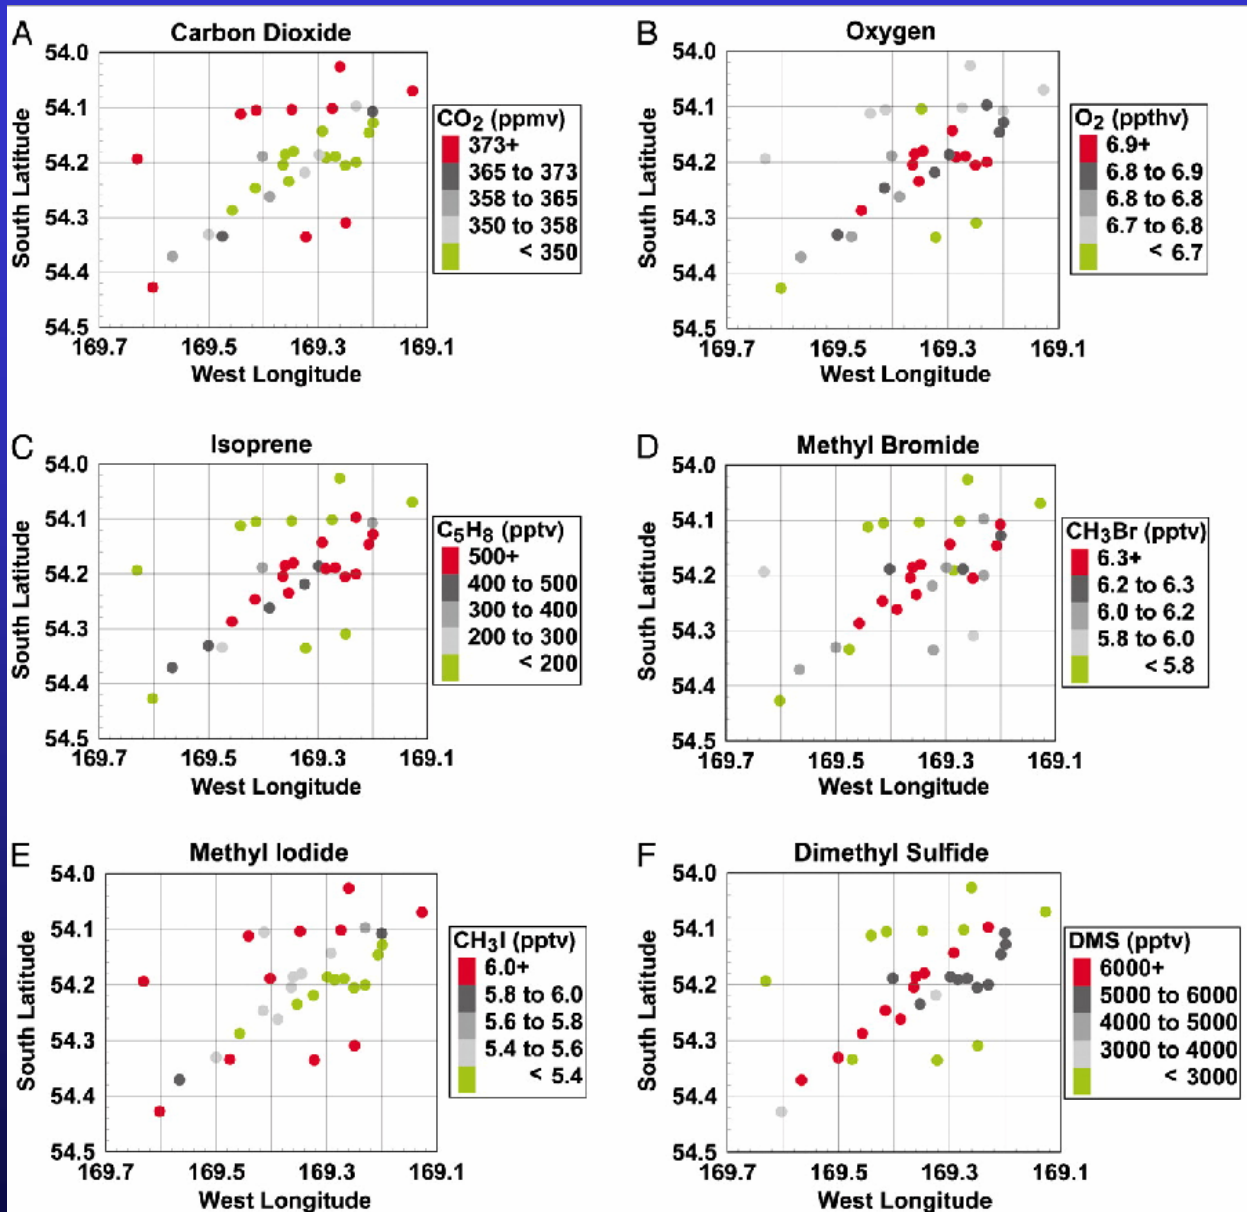 A
Carbon Dioxide
54.0
54.1
54.2
54.3
54.4
54.5
South Latitude
169.7
169.5
169.3
169.1
West Longitude
CO2 (ppmv)
373+
365 to 373
358 to 365
350 to 358
< 350
B
Oxygen
54.0
54.1
54.2
54.3
54.4
54.5
South Latitude
169.7
169.5
169.3
169.1
West Longitude
O2 (ppthv)
6.9+
6.8 to 6.9
6.8 to 6.8
6.7 to 6.8
< 6.7
C
Isoprene
54.0
54.1
54.2
54.3
54.4
54.5
South Latitude
169.7
169.5
169.3
169.1
West Longitude
C5H8 (pptv)
500+
400 to 500
300 to 400
200 to 300
< 200
D
Methyl Bromide
54.0
54.1
54.2
54.3
54.4
54.5
South Latitude
169.7
169.5
169.3
169.1
West Longitude
CH3Br (pptv)
6.3+
6.2 to 6.3
6.0 to 6.2
5.8 to 6.0
< 5.8
E
Methyl Iodide
54.0
54.1
54.2
54.3
54.4
54.5
South Latitude
169.7
169.5
169.3
169.1
West Longitude
CH3I (pptv)
6.0+
5.8 to 6.0
5.6 to 5.8
5.4 to 5.6
< 5.4
F
Dimethyl Sulfide
54.0
54.1
54.2
54.3
54.4
54.5
South Latitude
169.7
169.5
169.3
169.1
West Longitude
DMS (pptv)
6000+
5000 to 6000
4000 to 5000
3000 to 4000
< 3000